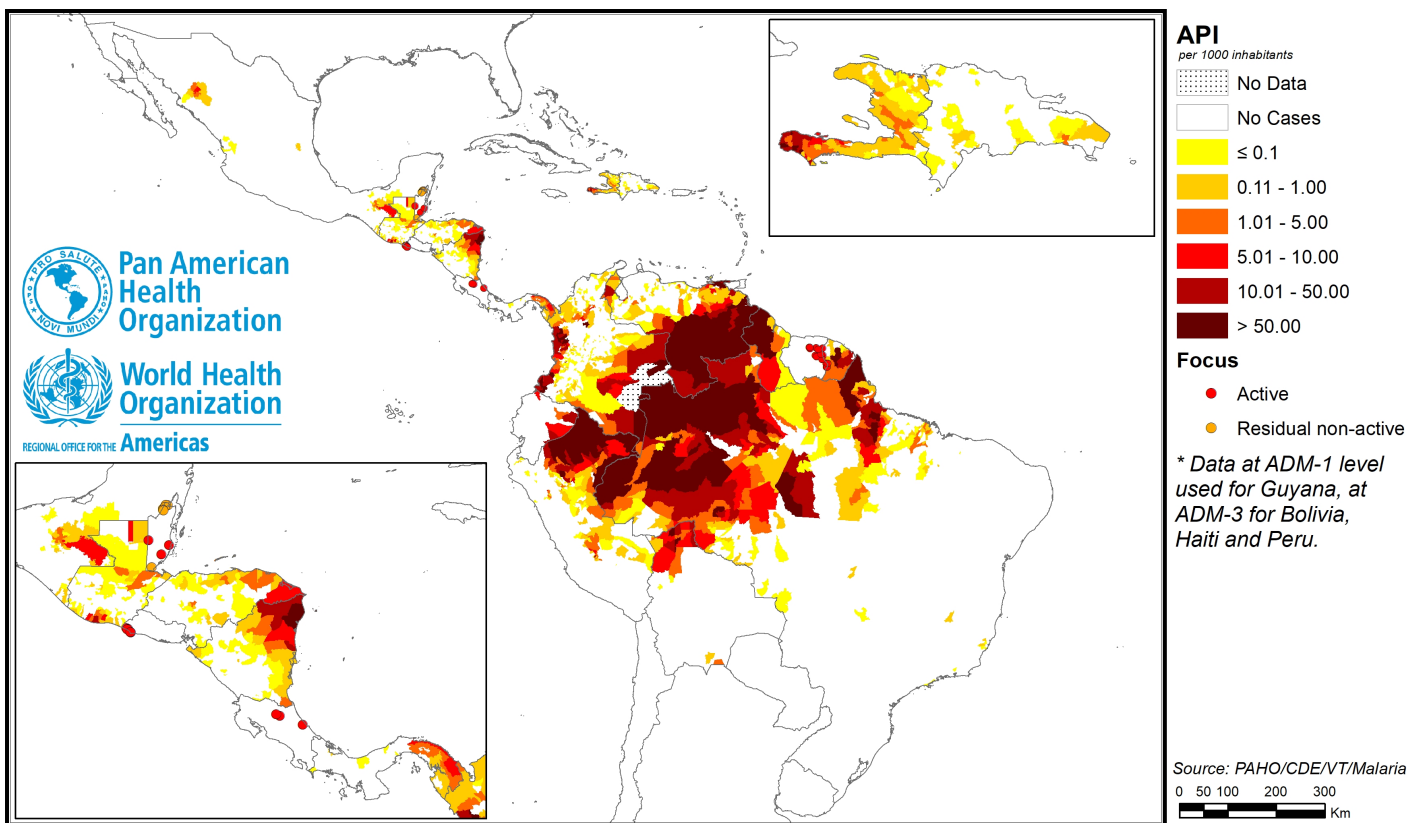 API
per 1000 inhabitants
No Data
No Cases
≤ 0.1
0.11 - 1.00
1.01 - 5.00
5.01 - 10.00
10.01 - 50.00
> 50.00
Focus
Active
Residual non-active
* Data at ADM-1 level
used for Guyana, at
ADM-3 for Bolivia,
Haiti and Peru.
PRO SALUTE
NOVI MUNDI
PAHO
Pan American
Health
Organization
World Health
Organization
REGIONAL OFFICE FOR THE Americas
Source: PAHO/CDE/VT/Malaria
0 50 100 200 300
Km